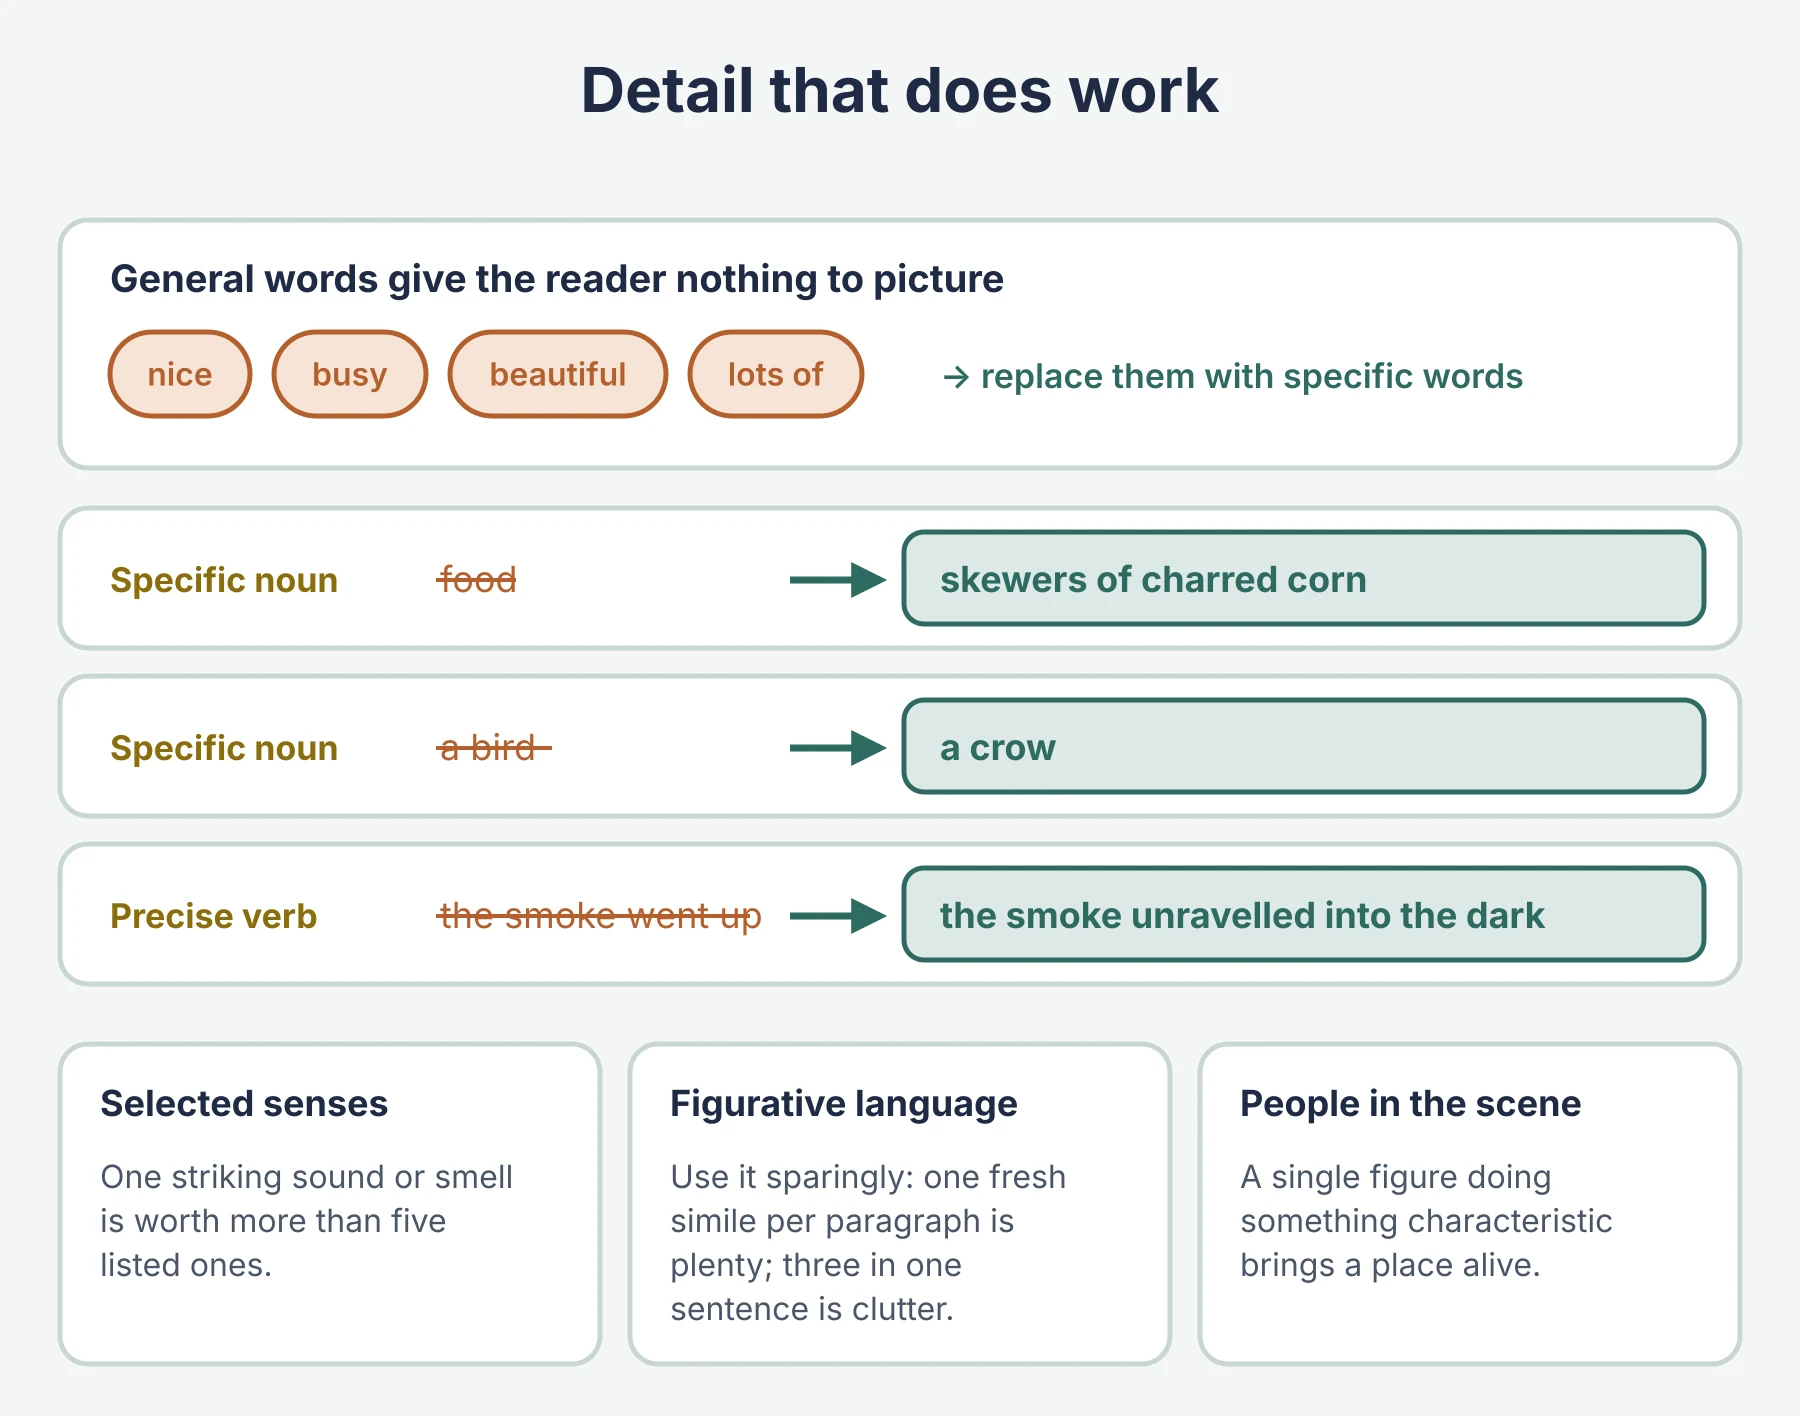 Detail that does work
General words give the reader nothing to picture
nice busy beautiful lots of → replace them with specific words
Specific noun food skewers of charred corn
Specific noun a bird a crow
Precise verb the smoke went up the smoke unravelled into the dark
Selected senses
One striking sound or smell
is worth more than five
listed ones.
Figurative language
Use it sparingly: one fresh
simile per paragraph is
plenty; three in one
sentence is clutter.
People in the scene
A single figure doing
something characteristic
brings a place alive.